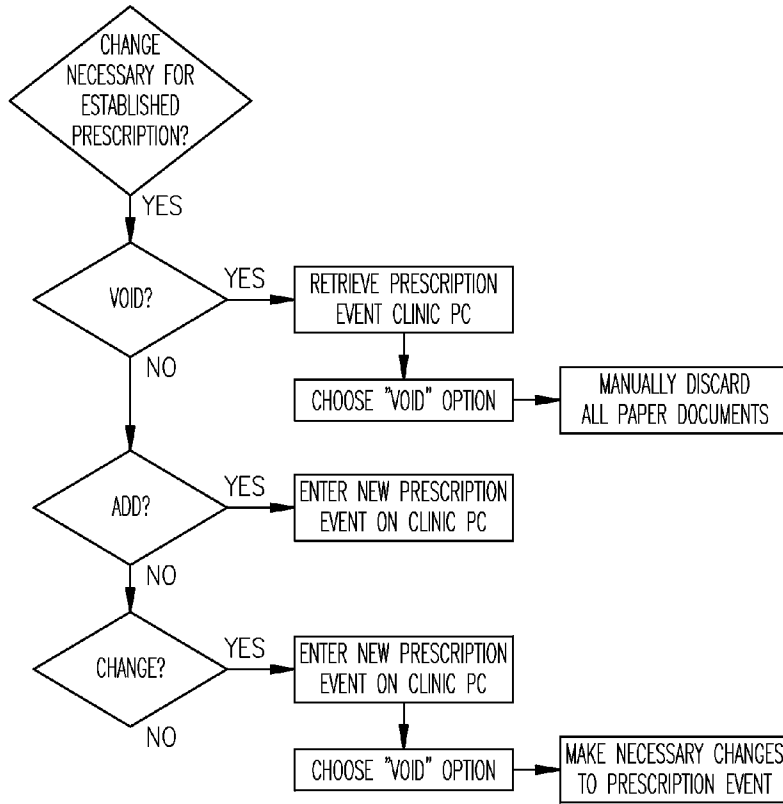 CHANGE
NECESSARY FOR
ESTABLISHED
PRESCRIPTION?
YES
VOID?
YES
RETRIEVE PRESCRIPTION
EVENT CLINIC PC
NO
CHOOSE "VOID" OPTION
MANUALLY DISCARD
ALL PAPER DOCUMENTS
ADD?
YES
ENTER NEW PRESCRIPTION
EVENT ON CLINIC PC
NO
CHANGE?
YES
ENTER NEW PRESCRIPTION
EVENT ON CLINIC PC
NO
CHOOSE "VOID" OPTION
MAKE NECESSARY CHANGES
TO PRESCRIPTION EVENT